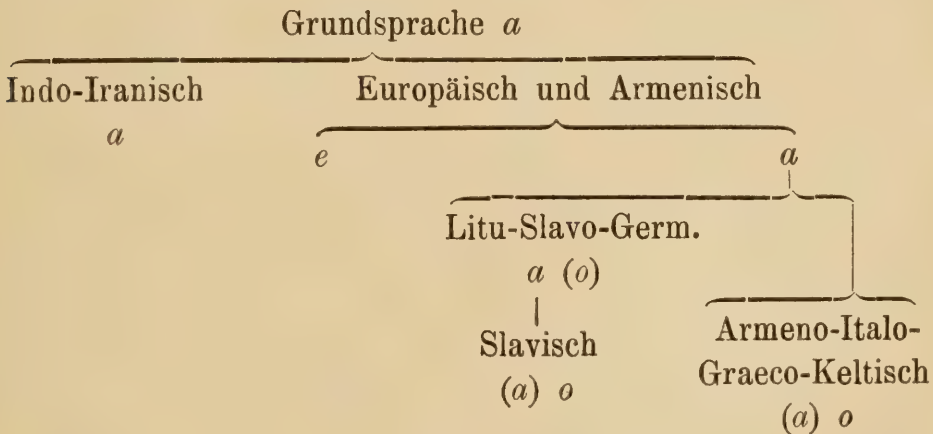 Grundsprache a
Indo-Iranisch Europäisch und Armenisch
a
e a
Litu-Slavo-Germ.
a (o)
Slavisch
(a) o
Armeno-Italo-
Graeco-Keltisch
(a) o